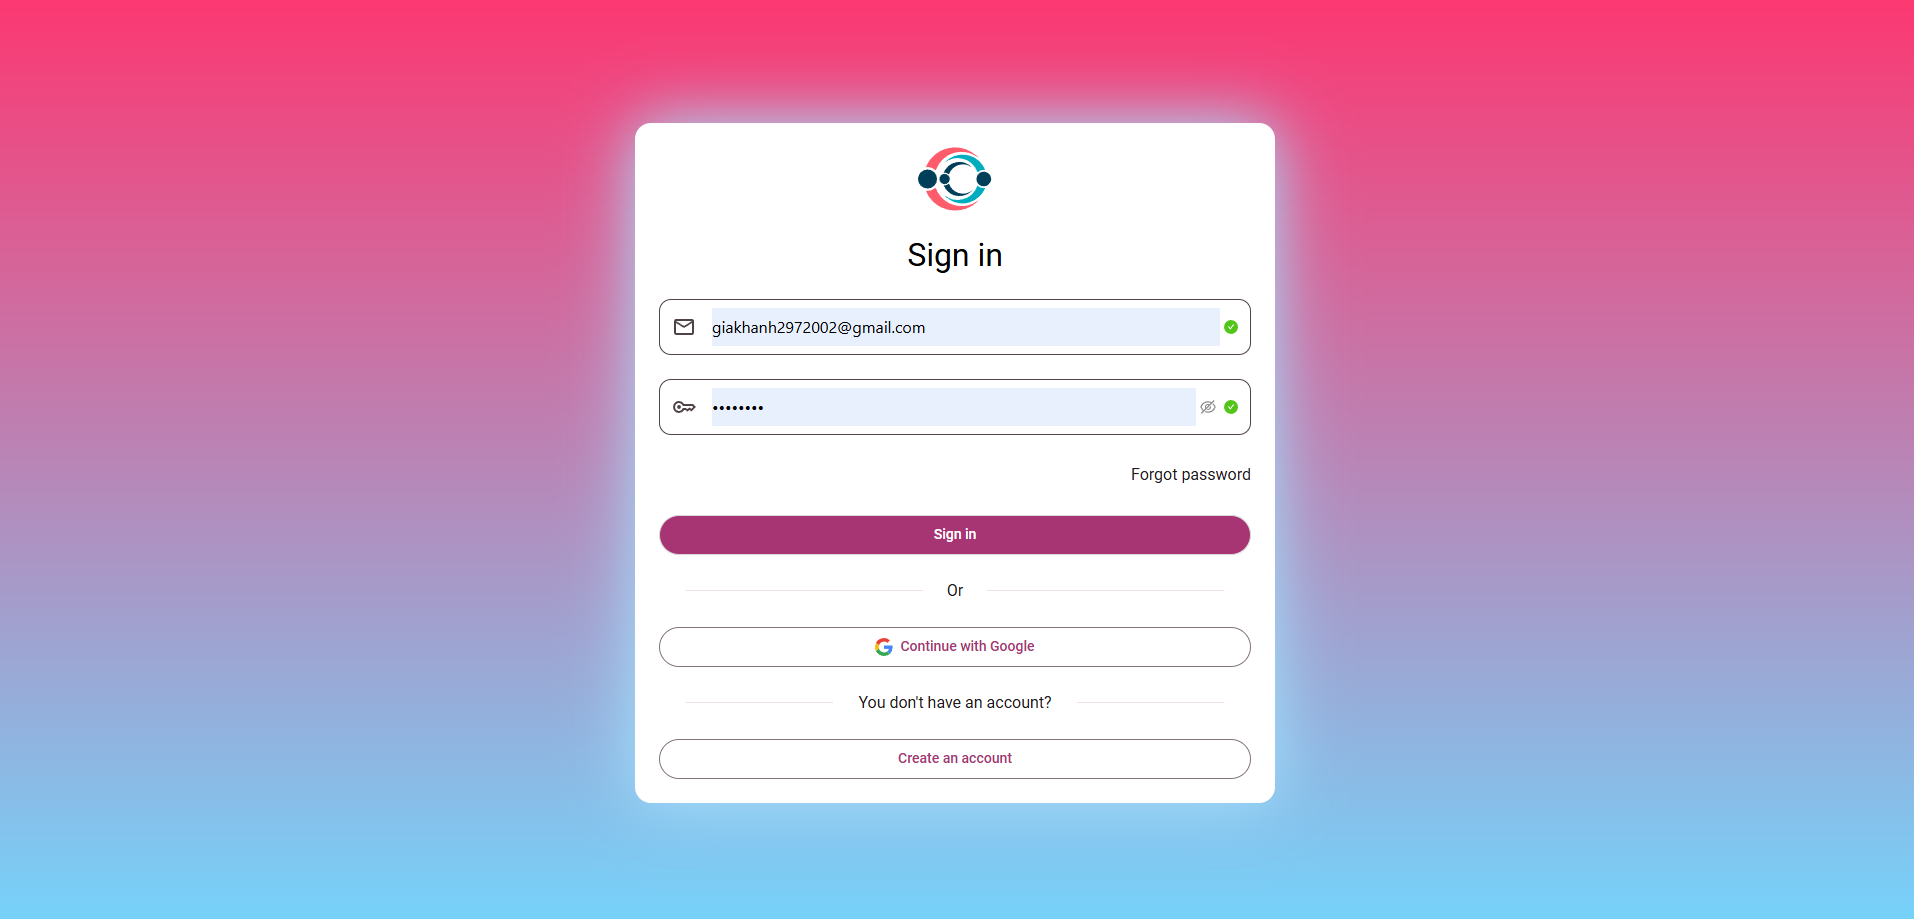 Sign in
giakhanh2972002@gmail.com
••••••••
Forgot password
Sign in
Or
Continue with Google
You don't have an account?
Create an account